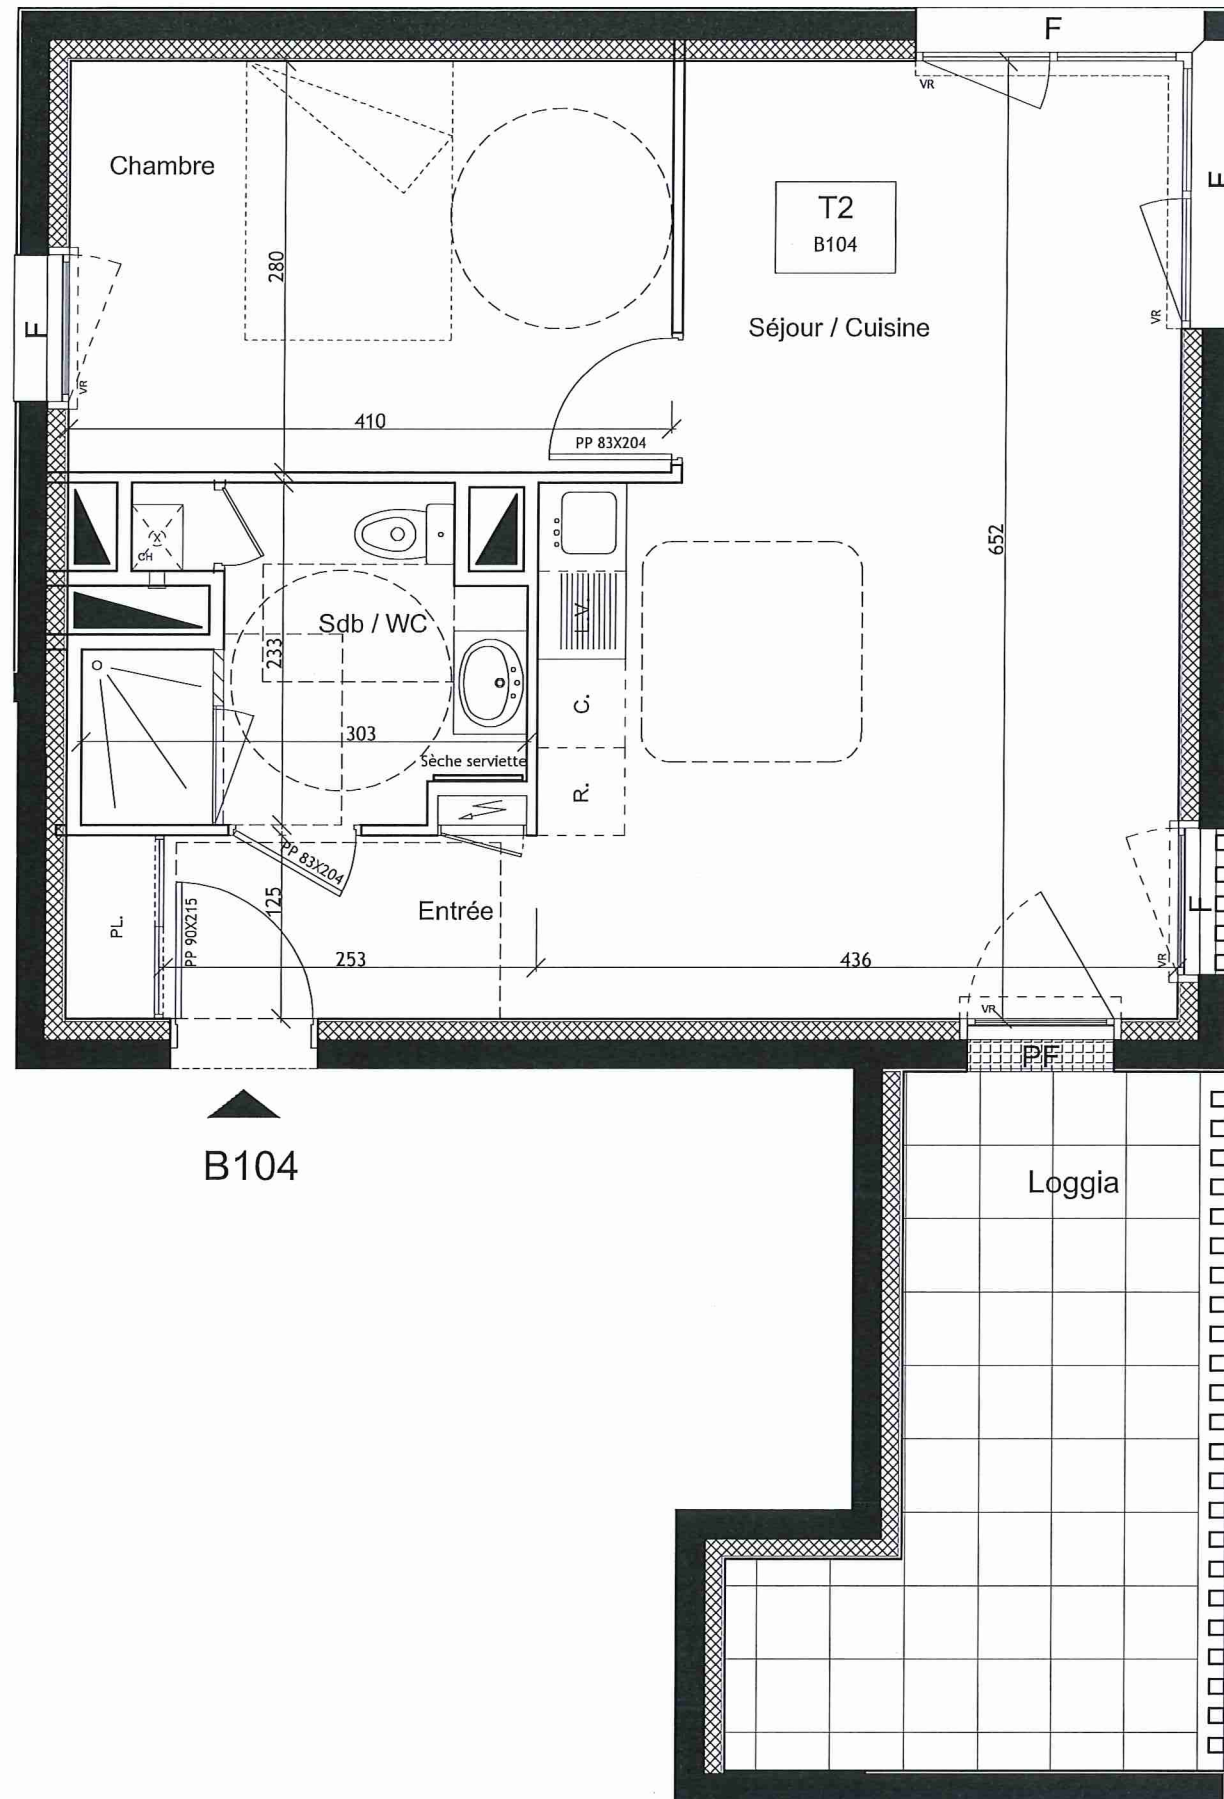 F
VR
Chambre
T2
B104
F
280
Séjour / Cuisine
VR
F
VR
410
PP 83X204
CH
652
Sdb / WC
L.V.
233
C.
303
Sèche serviette
R.
PP 83X204
PL.
PP 90X215
125
Entrée
F
253
436
VR
VR
PF
B104
Loggia